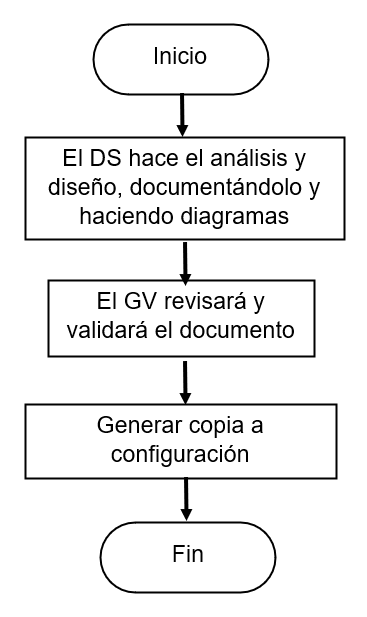 Inicio
El DS hace el análisis y
diseño, documentándolo y
haciendo diagramas
El GV revisará y
validará el documento
Generar copia a
configuración
Fin